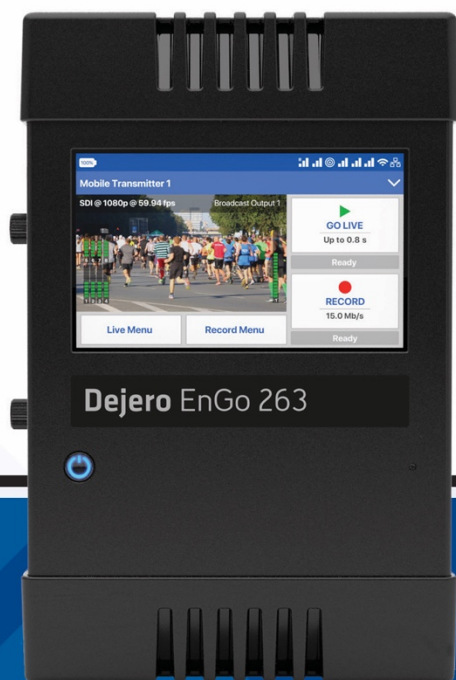 100%
Mobile Transmitter 1
SDI @ 1080p @ 59.94 fps Broadcast Output 1
GO LIVE
Up to 0.8 s
Ready
RECORD
15.0 Mb/s
Ready
Live Menu Record Menu
Dejero EnGo 263